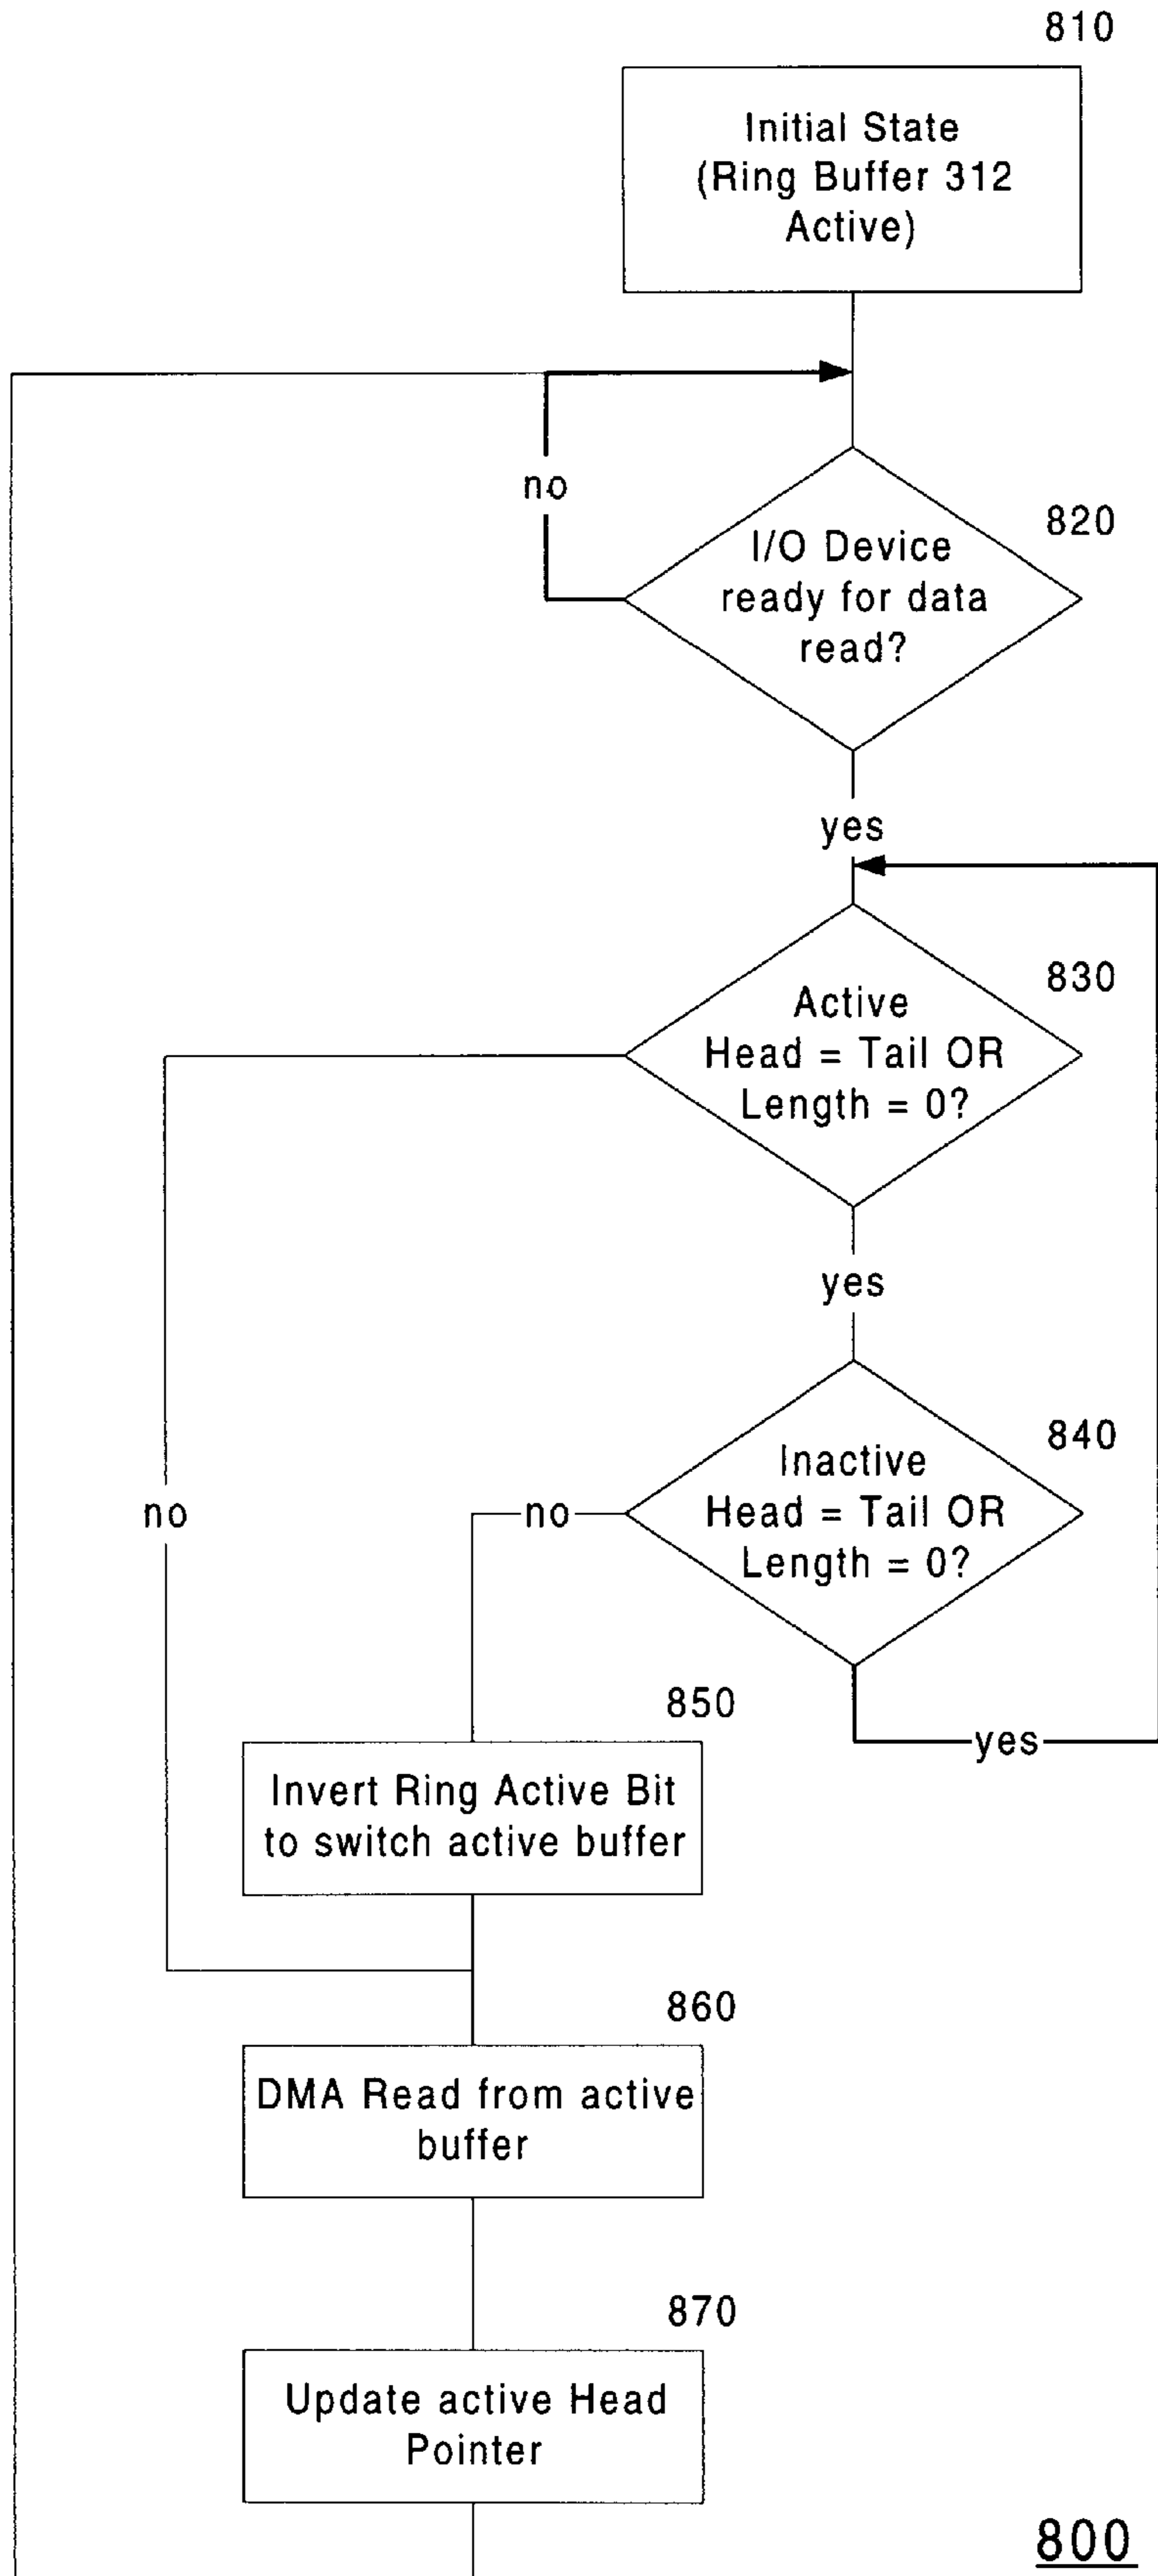 810
Initial State
(Ring Buffer 312
Active)
no
820
I/O Device
ready for data
read?
yes
830
Active
Head = Tail OR
Length = 0?
yes
no
840
Inactive
Head = Tail OR
Length = 0?
no
yes
850
Invert Ring Active Bit
to switch active buffer
860
DMA Read from active
buffer
870
Update active Head
Pointer
800